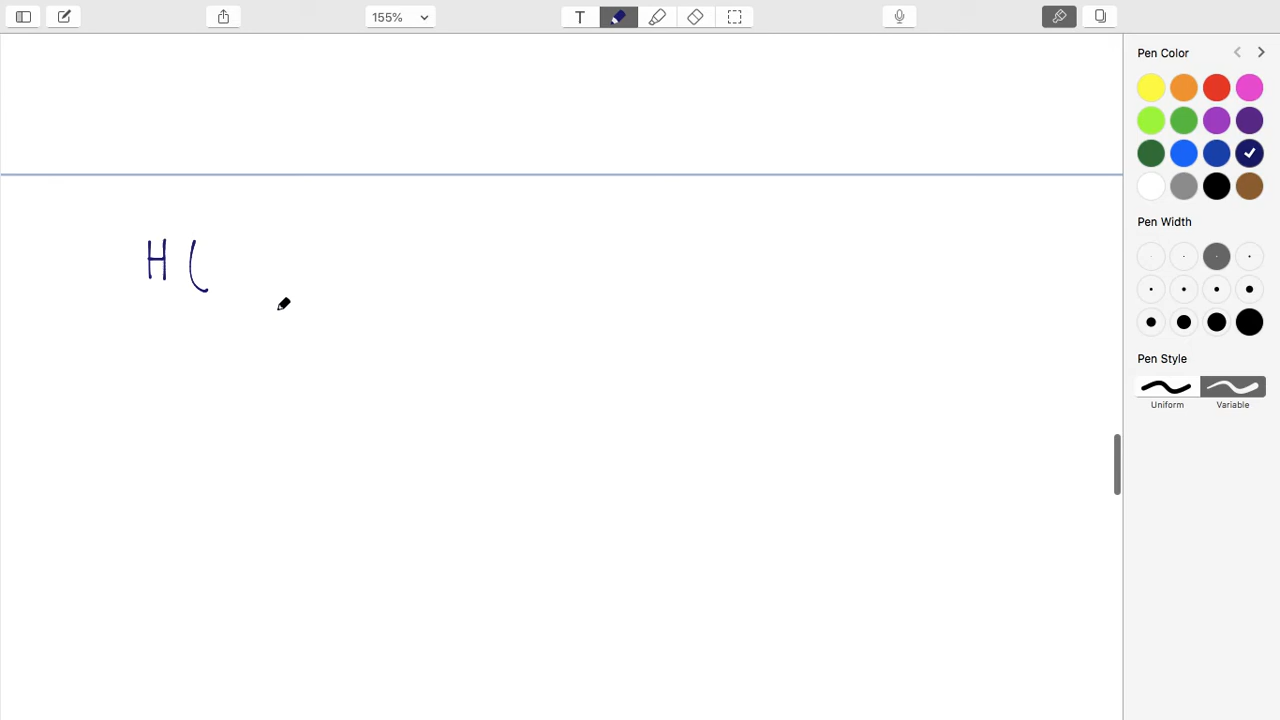 155%
T
Pen Color
H (
Pen Width
Pen Style
Uniform Variable